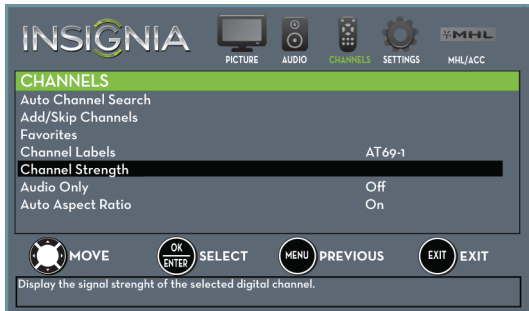 INSIGNIA
PICTURE AUDIO CHANNELS SETTINGS MHL MHL/ACC
CHANNELS
Auto Channel Search
Add/Skip Channels
Favorites
Channel Labels AT69-1
Channel Strength
Audio Only Off
Auto Aspect Ratio On
MOVE OK ENTER SELECT MENU PREVIOUS EXIT EXIT
Display the signal strenght of the selected digital channel.